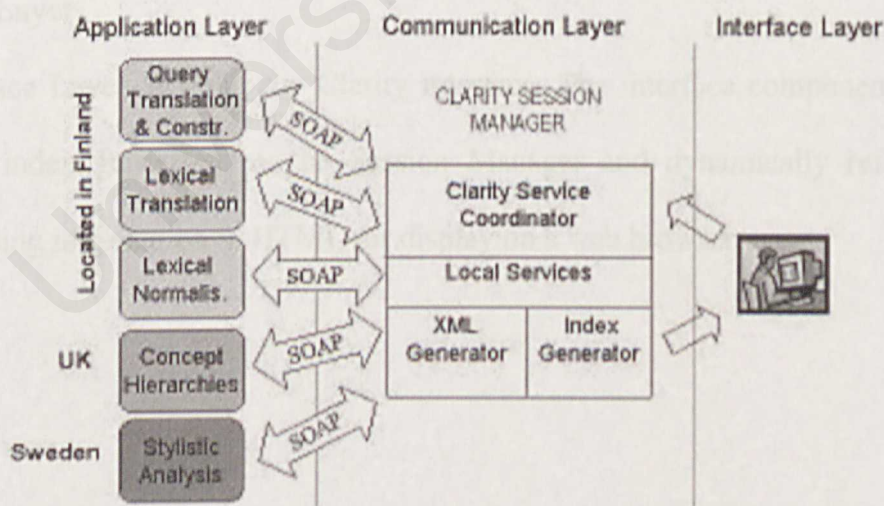 Application Layer
Communication Layer
Interface Layer
Located in Finland
Query
Translation
& Constr.
SOAP
CLARITY SESSION
MANAGER
Lexical
Translation
SOAP
Clarity Service
Coordinator
Lexical
Normalis.
SOAP
Local Services
UK
Concept
Hierarchies
SOAP
XML
Generator
Index
Generator
Sweden
Stylistic
Analysis
SOAP